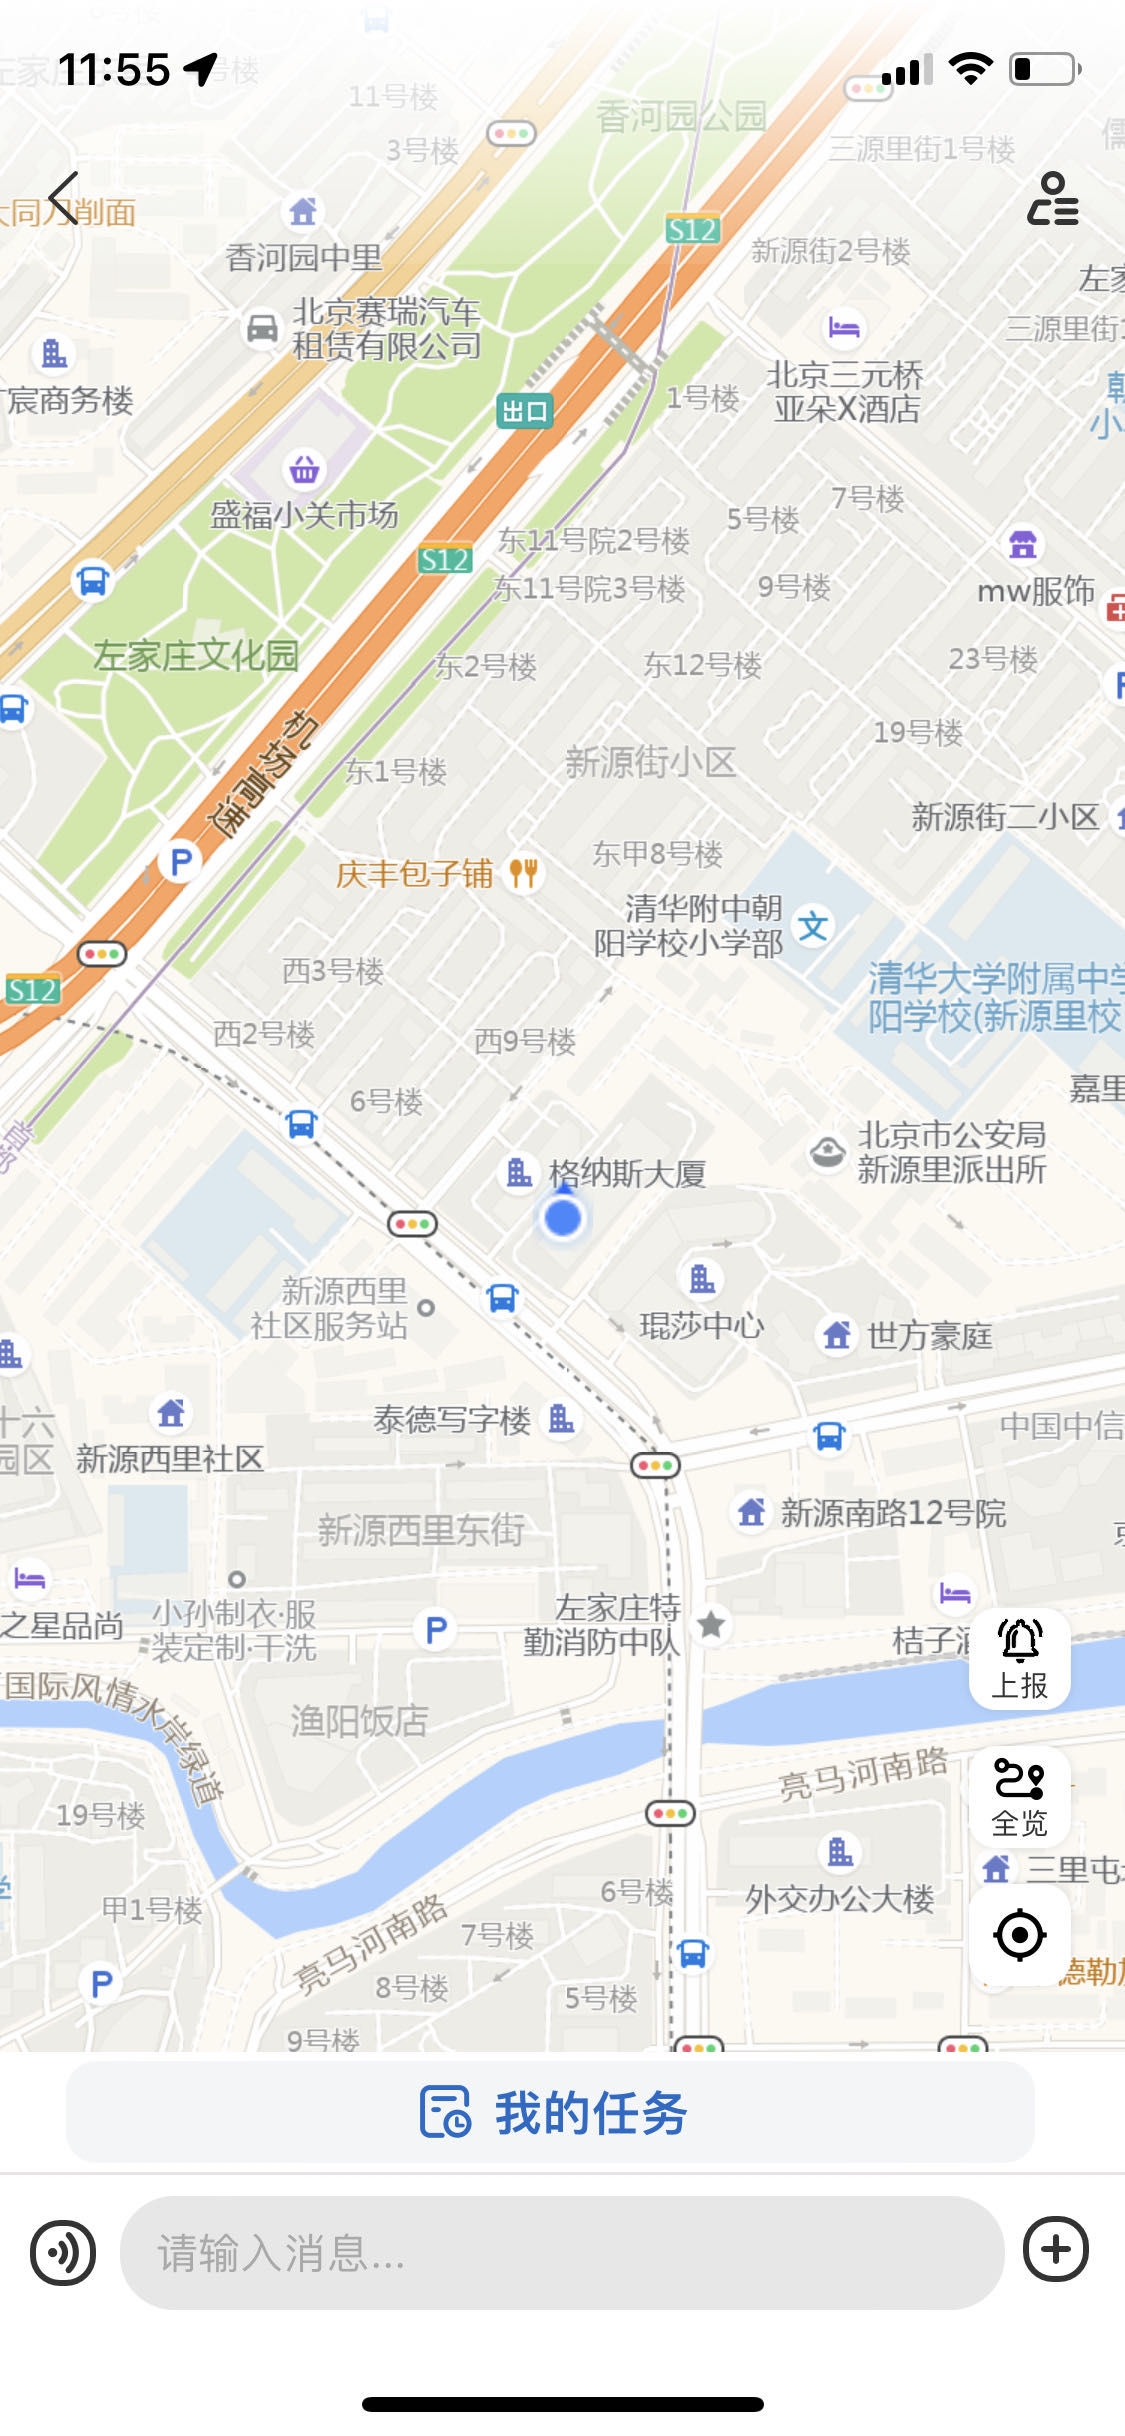 11:55
11号楼
3号楼
香河园公园
三源里街1号楼
香河园中里
S12
新源街2号楼
北京赛瑞汽车
租赁有限公司
北京三元桥
亚朵X酒店
出口
1号楼
宸商务楼
盛福小关市场
7号楼
5号楼
S12
东11号院2号楼
东11号院3号楼
9号楼
mw服饰
左家庄文化园
东2号楼
东12号楼
23号楼
19号楼
机场高速
东1号楼
新源街小区
新源街二小区
P
庆丰包子铺
东甲8号楼
清华附中朝
阳学校小学部
文
清华大学附属中学
阳学校(新源里校
S12
西3号楼
西2号楼
西9号楼
6号楼
嘉里
北京市公安局
新源里派出所
格纳斯大厦
新源西里
社区服务站
琨莎中心
世方豪庭
泰德写字楼
十六
园区
新源西里社区
中国中信
新源西里东街
新源南路12号院
之星品尚
小孙制衣·服
装定制·干洗
P
左家庄特
勤消防中队
桔子酒
上报
国际风情水岸绿道
渔阳饭店
亮马河南路
全览
19号楼
外交办公大楼
三里屯
甲1号楼
6号楼
7号楼
亮马河南路
8号楼
5号楼
德勒
P
9号楼
我的任务
请输入消息...